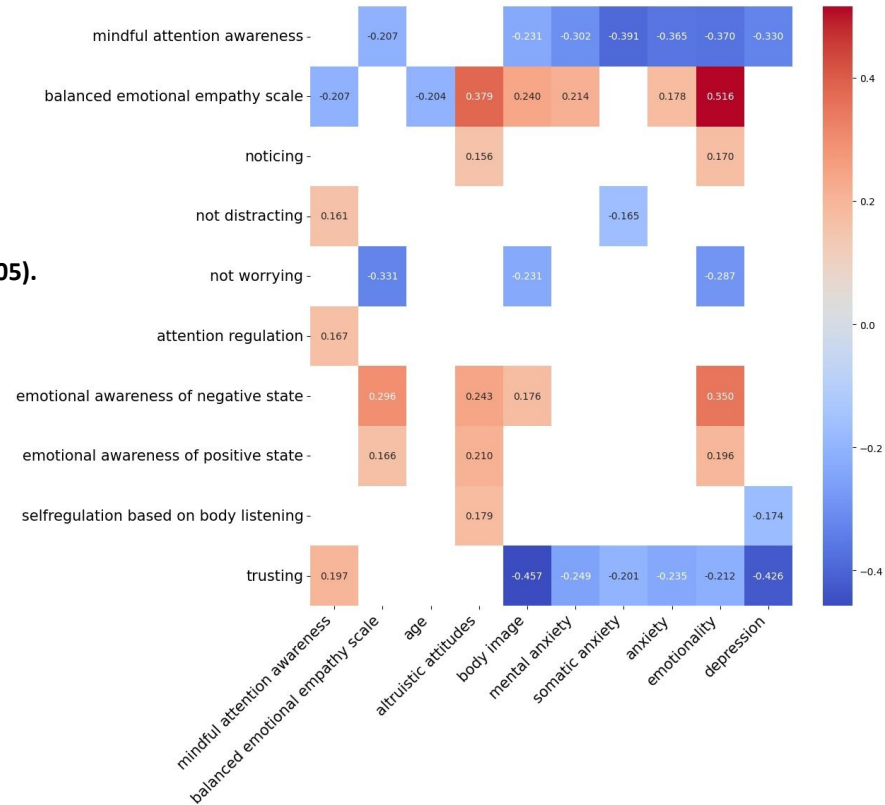 mindful attention awareness
-0.207 -0.231 -0.302 -0.391 -0.365 -0.370 -0.330
balanced emotional empathy scale
-0.207 -0.204 0.379 0.240 0.214 0.178 0.516
noticing
0.156 0.170
not distracting
0.161 -0.165
05).
not worrying
-0.331 -0.231 -0.287
attention regulation
0.167
emotional awareness of negative state
0.296 0.243 0.176 0.350
emotional awareness of positive state
0.166 0.210 0.196
selfregulation based on body listening
0.179 -0.174
trusting
0.197 -0.457 -0.249 -0.201 -0.235 -0.212 -0.426
mindful attention awareness
balanced emotional empathy scale
age
altruistic attitudes
body image
mental anxiety
somatic anxiety
anxiety
emotionality
depression
0.4
0.2
0.0
−0.2
−0.4